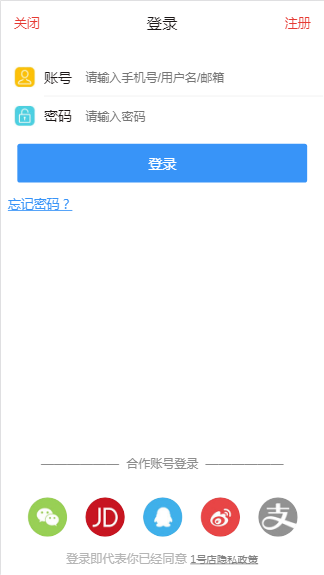 关闭 登录 注册
账号 请输入手机号/用户名/邮箱
密码 请输入密码
登录
忘记密码？
合作账号登录
JD 支
登录即代表你已经同意 1号店隐私政策